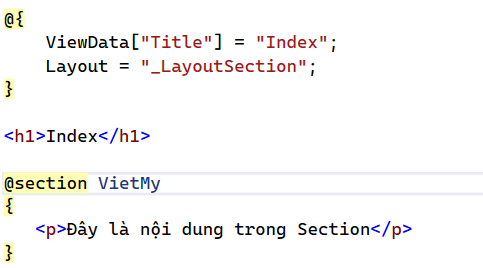 @{
ViewData["Title"] = "Index";
Layout = "_LayoutSection";
}
<h1>Index</h1>
@section VietMy
{
<p>Đây là nội dung trong Section</p>
}